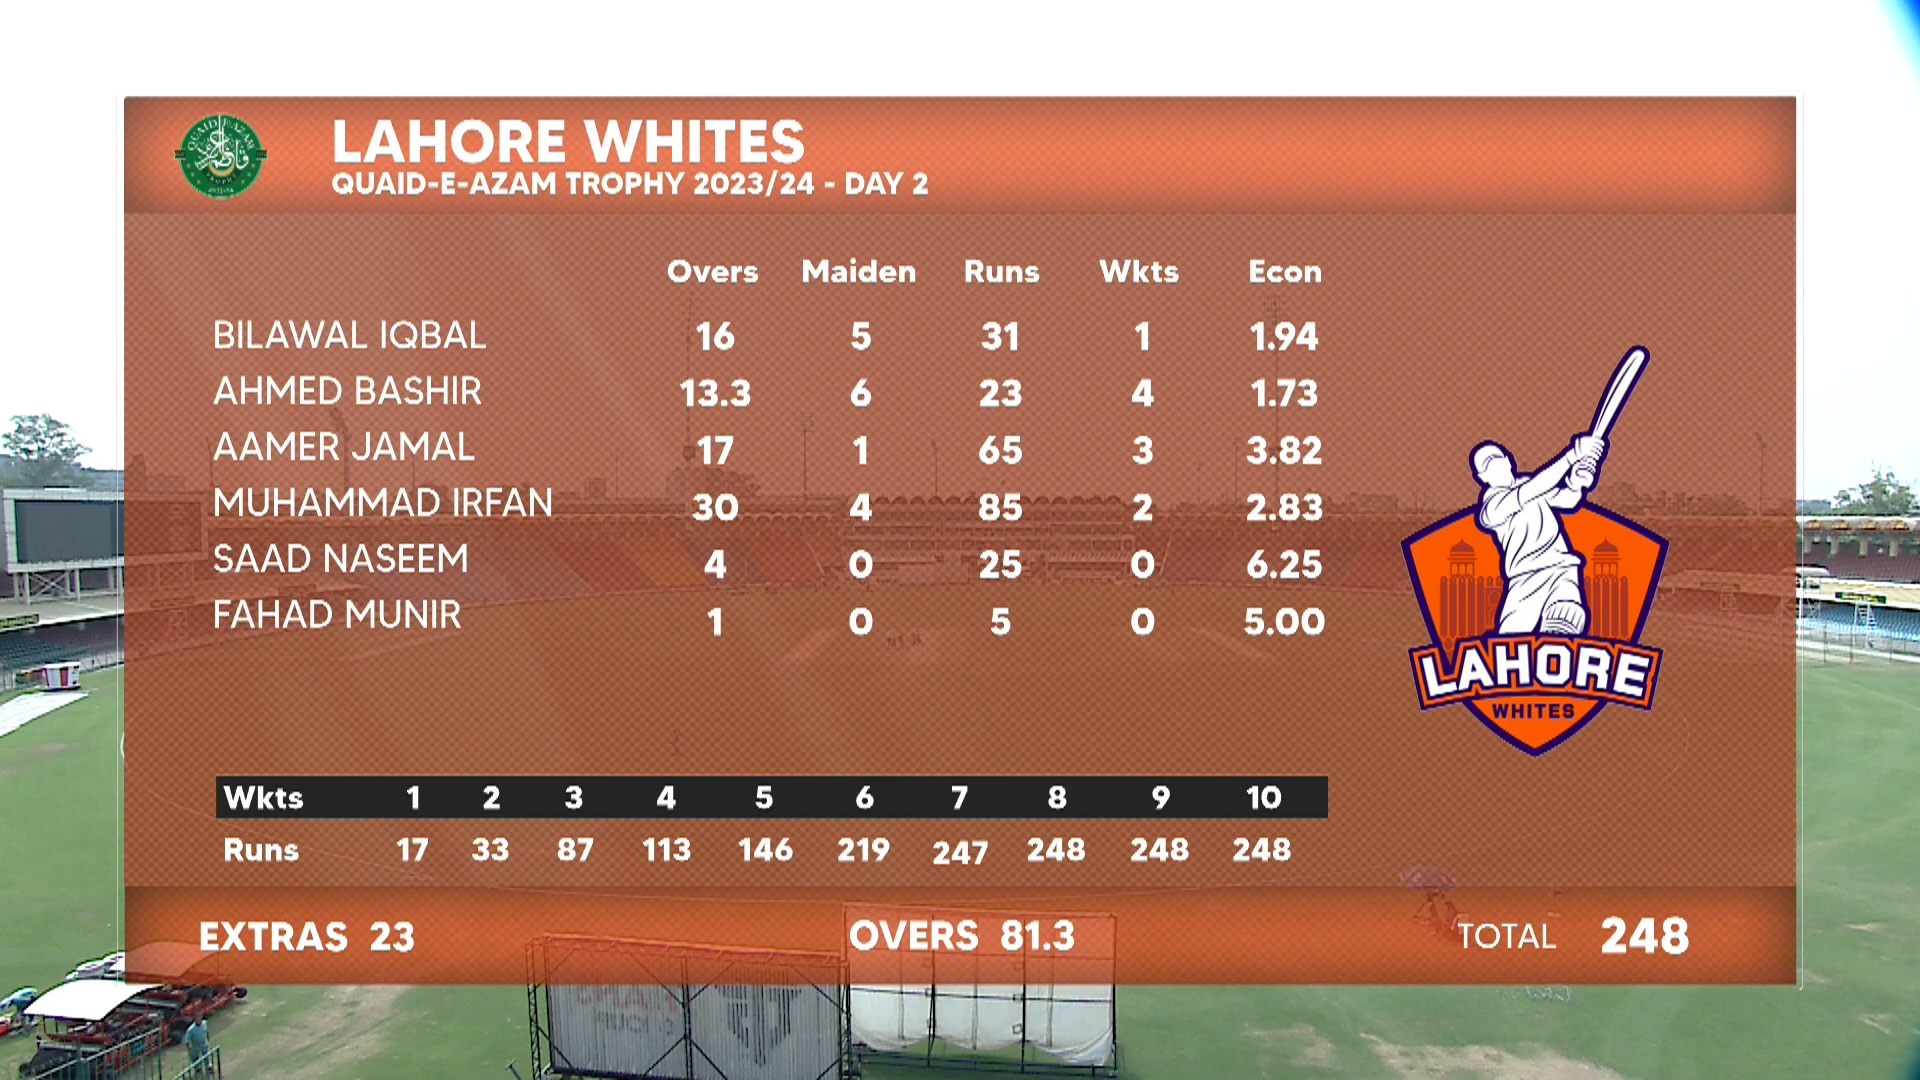 LAHORE WHITES
QUAID-E-AZAM TROPHY 2023/24 - DAY 2
Overs Maiden Runs Wkts Econ
BILAWAL IQBAL 16 5 31 1 1.94
AHMED BASHIR 13.3 6 23 4 1.73
AAMER JAMAL 17 1 65 3 3.82
MUHAMMAD IRFAN 30 4 85 2 2.83
SAAD NASEEM 4 0 25 0 6.25
FAHAD MUNIR 1 0 5 0 5.00
LAHORE
WHITES
Wkts 1 2 3 4 5 6 7 8 9 10
Runs 17 33 87 113 146 219 247 248 248 248
EXTRAS 23 OVERS 81.3 TOTAL 248